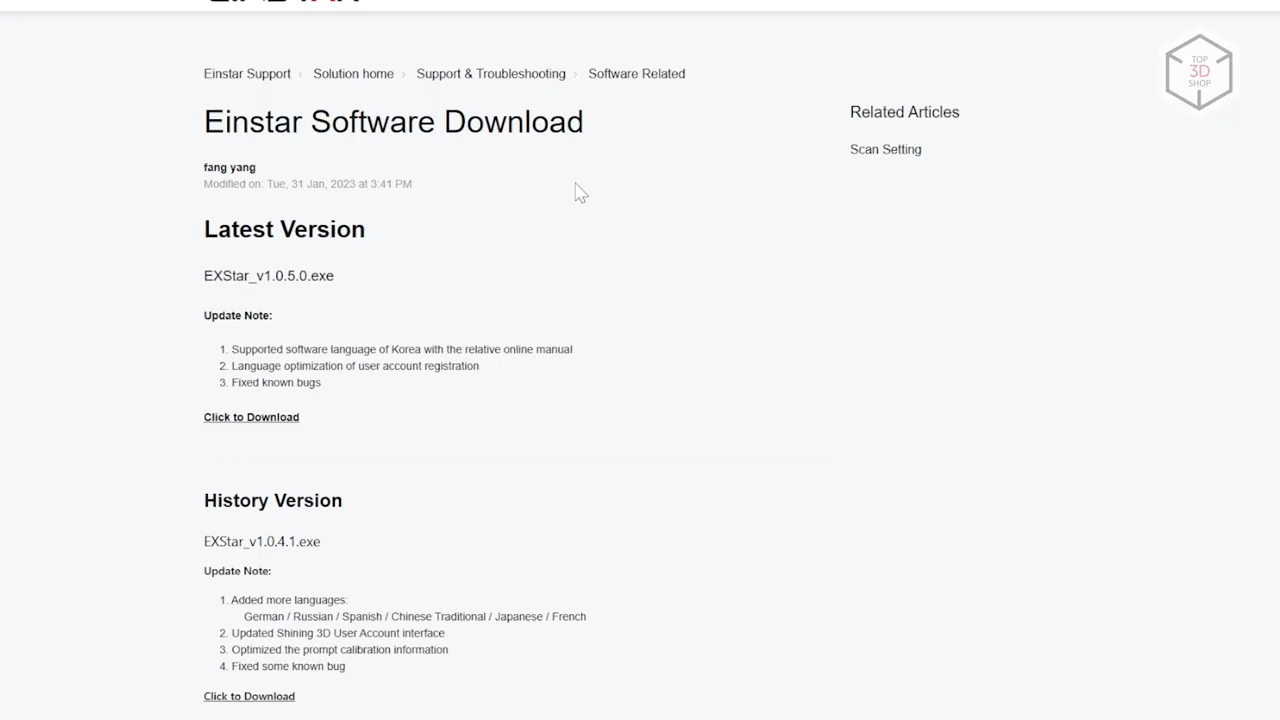 Einstar Support › Solution home › Support & Troubleshooting › Software Related
Einstar Software Download
fang yang
Modified on: Tue, 31 Jan, 2023 at 3:41 PM
Latest Version
EXStar_v1.0.5.0.exe
Update Note:
1. Supported software language of Korea with the relative online manual
2. Language optimization of user account registration
3. Fixed known bugs
Click to Download
History Version
EXStar_v1.0.4.1.exe
Update Note:
1. Added more languages:
German / Russian / Spanish / Chinese Traditional / Japanese / French
2. Updated Shining 3D User Account interface
3. Optimized the prompt calibration information
4. Fixed some known bug
Click to Download
Related Articles
Scan Setting
TOP
3D
SHOP